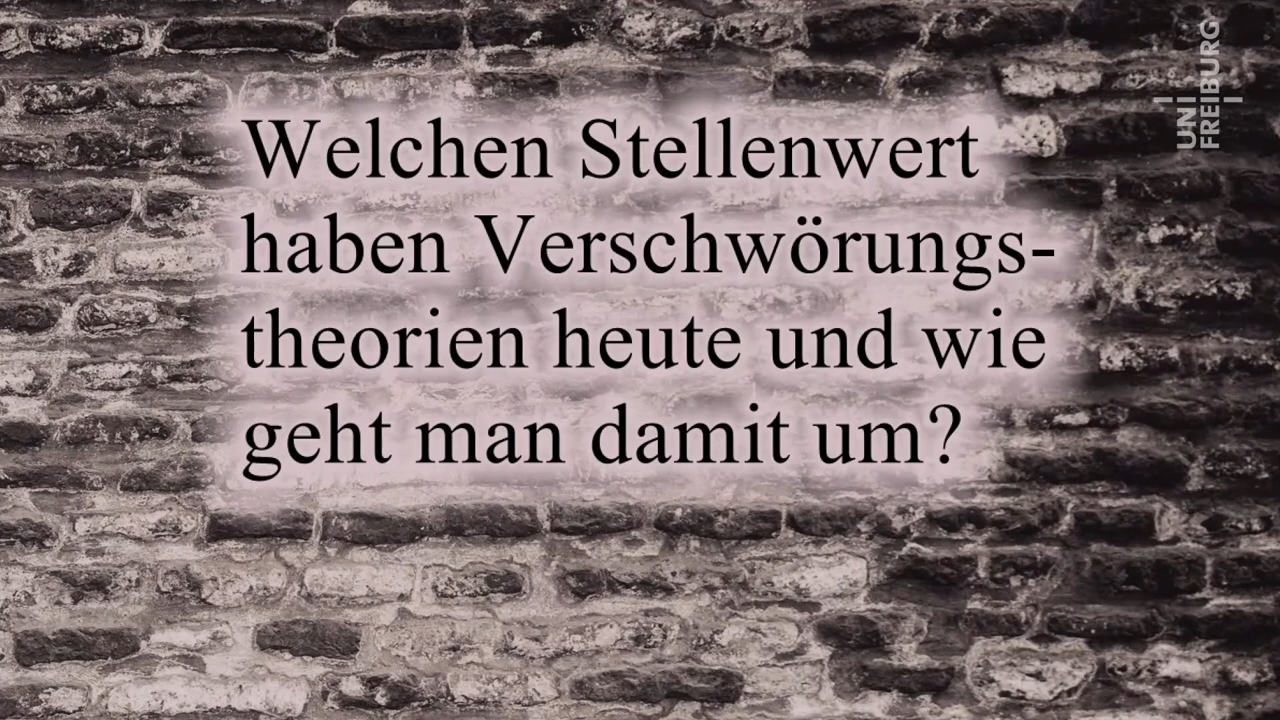 Welchen Stellenwert
haben Verschwörungs-
theorien heute und wie
geht man damit um?
UNI
FREIBURG